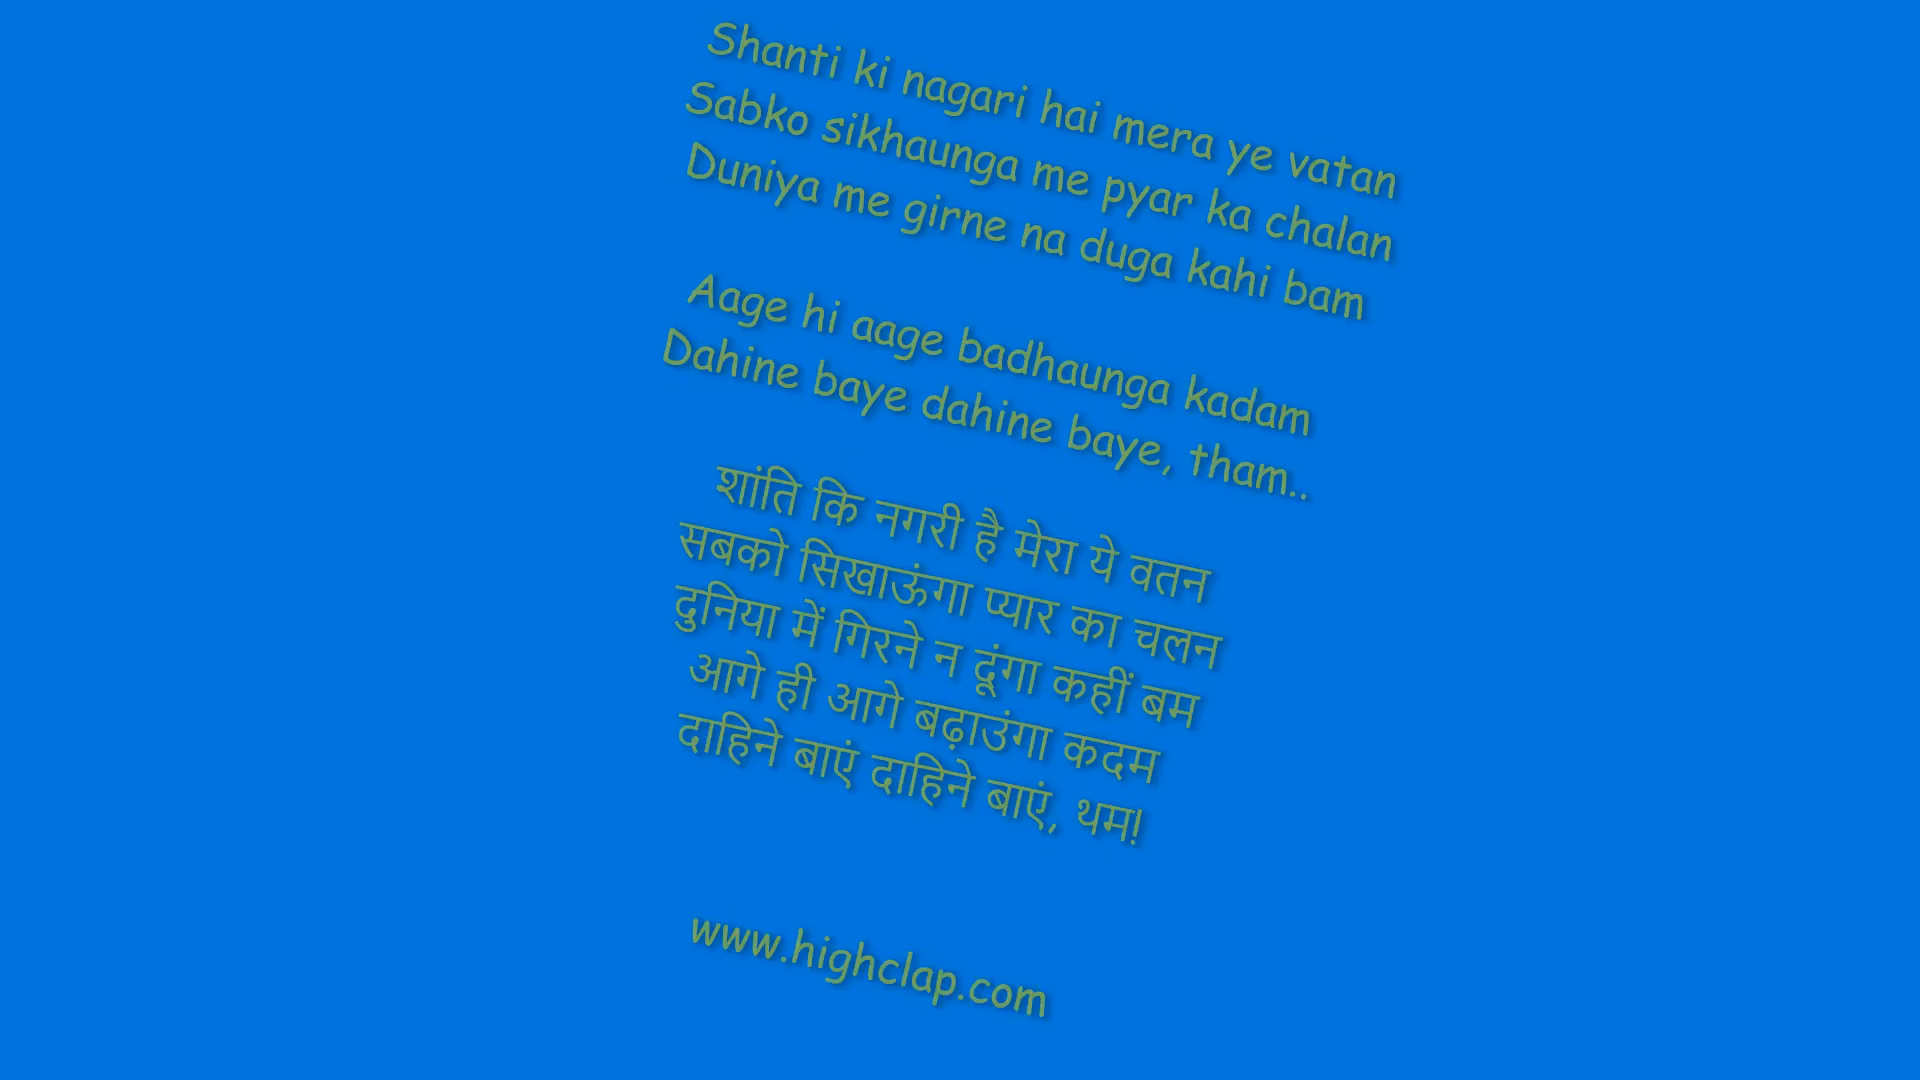 Shanti ki nagari hai mera ye vatan
Sabko sikhaunga me pyar ka chalan
Duniya me girne na duga kahi bam
Aage hi aage badhaunga kadam
Dahine baye dahine baye, tham..
शांति कि नगरी है मेरा ये वतन
सबको सिखाऊंगा प्यार का चलन
दुनिया में गिरने न दूंगा कहीं बम
आगे ही आगे बढ़ाउंगा कदम
दाहिने बाएं दाहिने बाएं, थम!
www.highclap.com